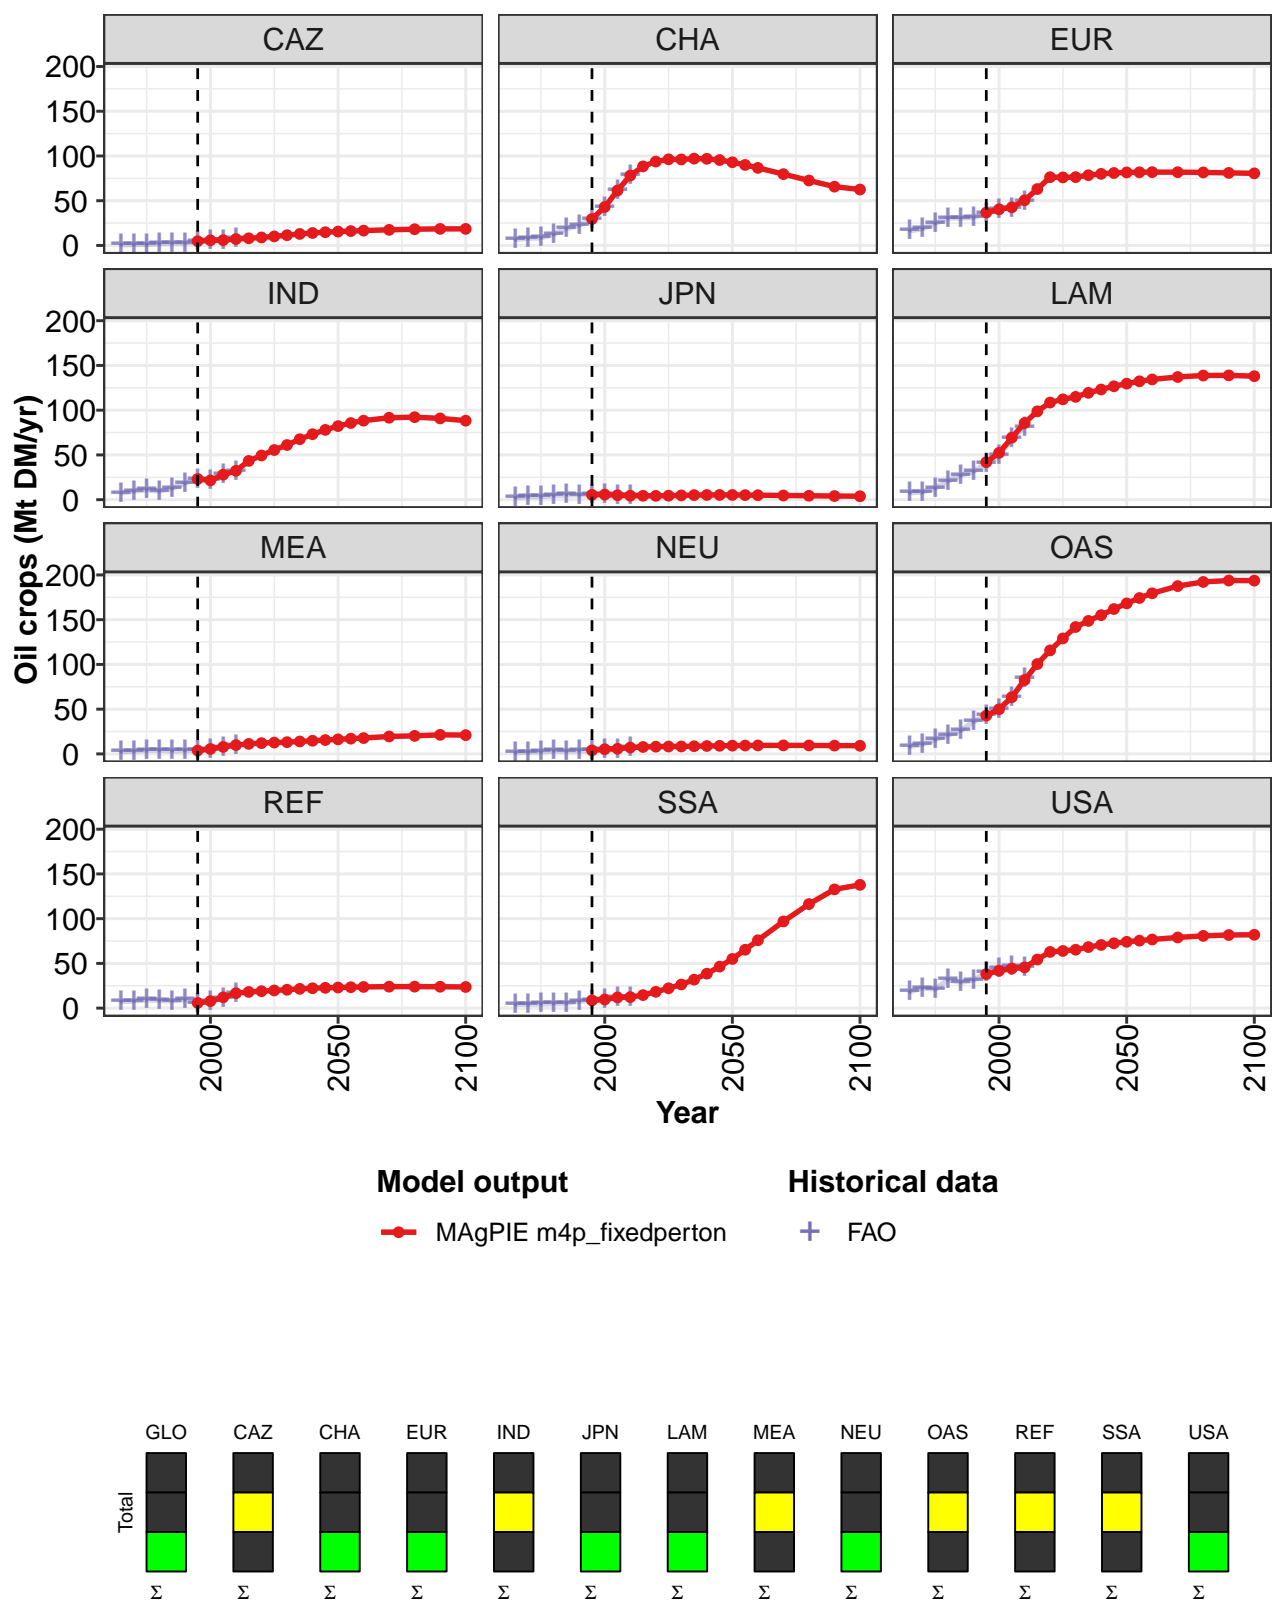 CAZ CHA EUR
200
150
100
50
0
IND JPN LAM
200
150
100
50
0
MEA NEU OAS
200
150
100
50
0
REF SSA USA
200
150
100
50
0
Oil crops (Mt DM/yr)
2000 2050 2100 2000 2050 2100 2000 2050 2100
Year
Model output Historical data
MAgPIE m4p_fixedperton FAO
GLO CAZ CHA EUR IND JPN LAM MEA NEU OAS REF SSA USA
Total
Σ Σ Σ Σ Σ Σ Σ Σ Σ Σ Σ Σ Σ